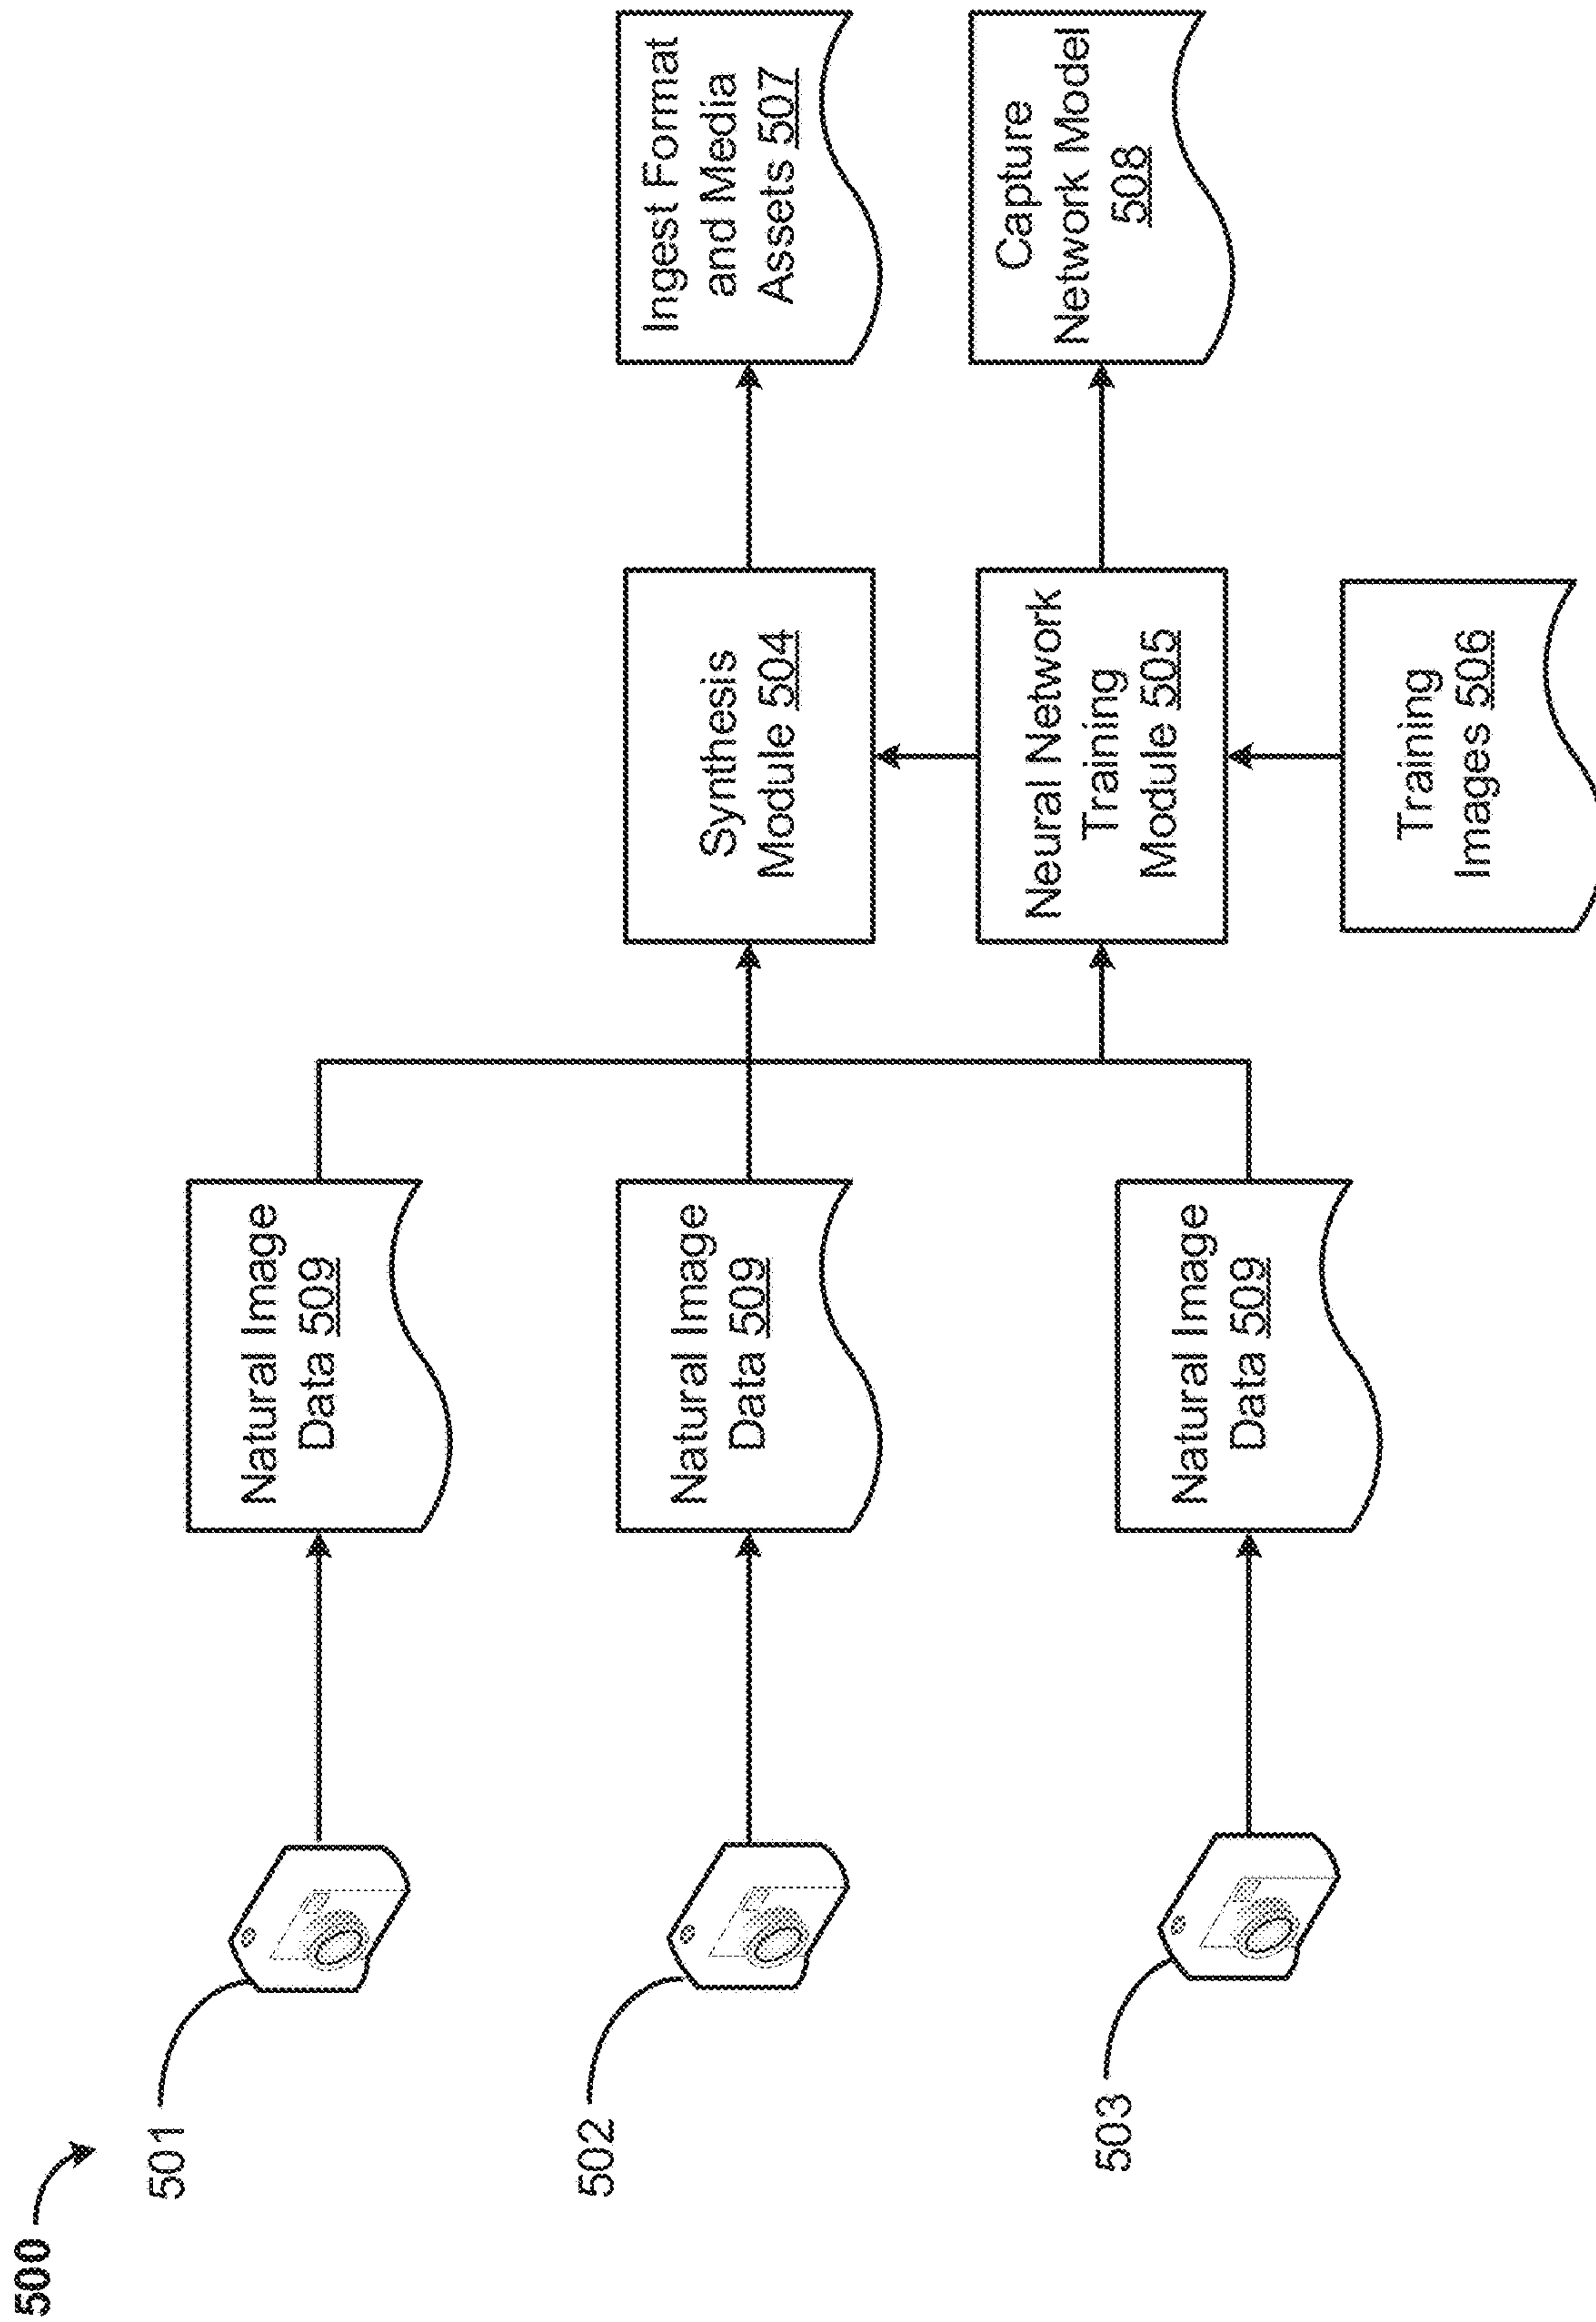 500
501
Natural Image
Data 509
502
Natural Image
Data 509
Synthesis
Module 504
Ingest Format
and Media
Assets 507
503
Natural Image
Data 509
Neural Network
Training
Module 505
Capture
Network Model
508
Training
Images 506